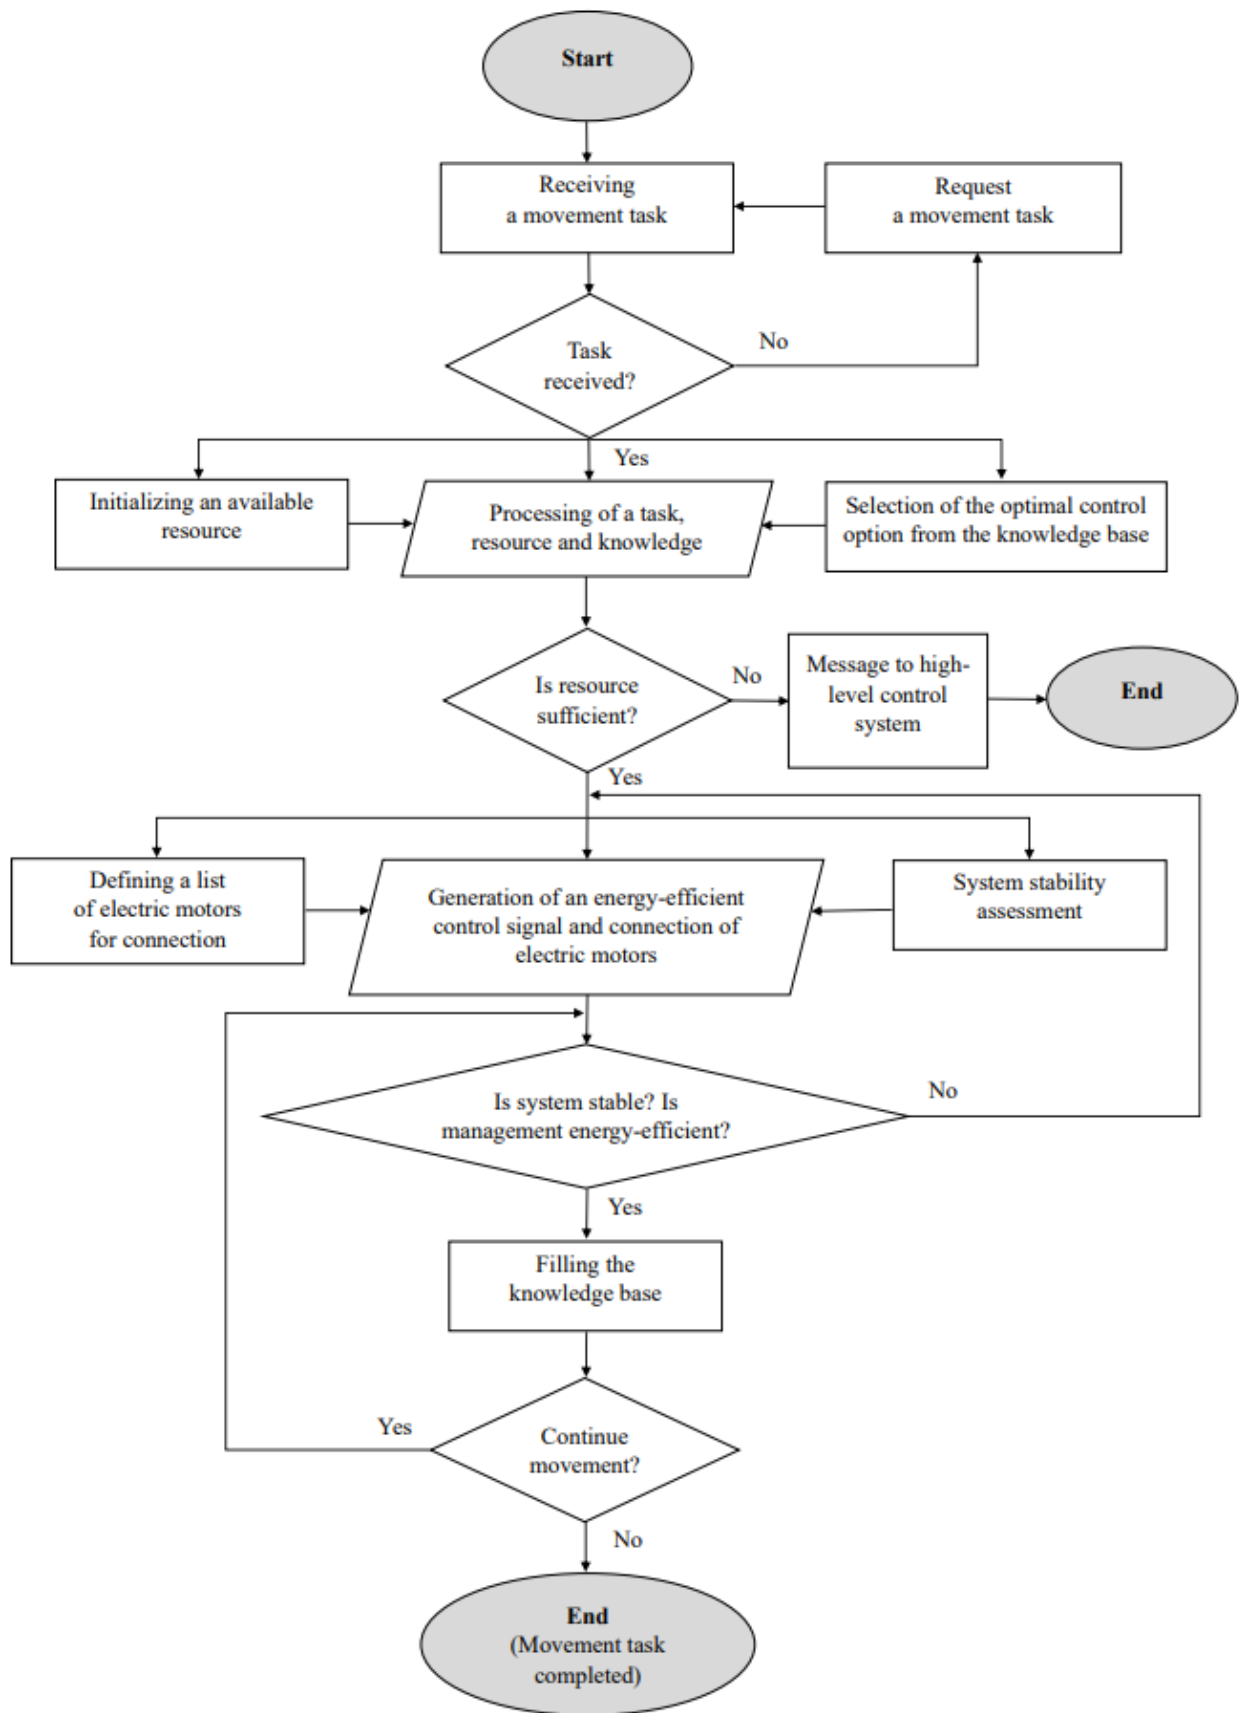 Start
Receiving
a movement task
Request
a movement task
Task
received?
No
Yes
Initializing an available
resource
Processing of a task,
resource and knowledge
Selection of the optimal control
option from the knowledge base
Is resource
sufficient?
No
Message to high-
level control
system
End
Yes
Defining a list
of electric motors
for connection
Generation of an energy-efficient
control signal and connection of
electric motors
System stability
assessment
Is system stable? Is
management energy-efficient?
No
Yes
Filling the
knowledge base
Yes
Continue
movement?
No
End
(Movement task
completed)